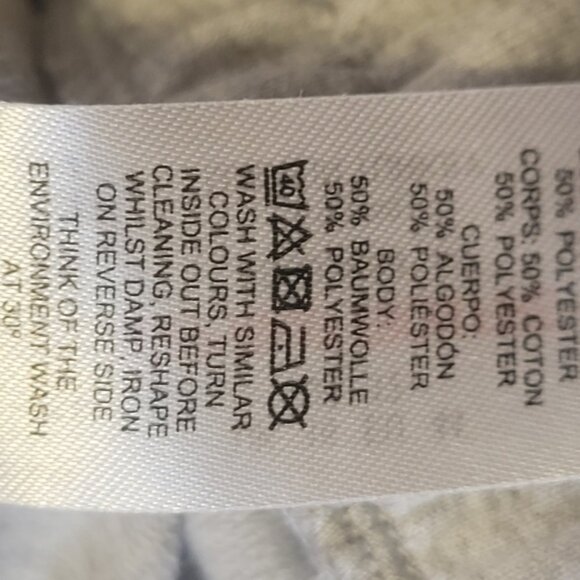 50% POLYESTER
CORPS: 50% COTON
50% POLYESTER
CUERPO:
50% ALGODÓN
50% POLIÉSTER
BODY:
50% BAUMWOLLE
50% POLYESTER
40
WASH WITH SIMILAR
COLOURS, TURN
INSIDE OUT BEFORE
CLEANING, RESHAPE
WHILST DAMP, IRON
ON REVERSE SIDE
THINK OF THE
ENVIRONMENT WASH
AT 30°